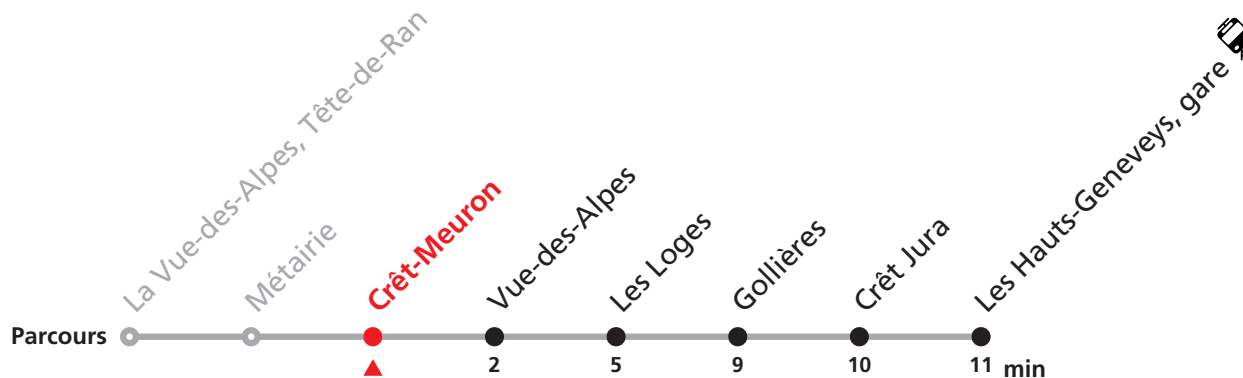 La Vue-des-Alpes, Tête-de-Ran
Métairie
Crêt-Meuron
Vue-des-Alpes
Les Loges
Gollières
Crêt Jura
Les Hauts-Geneveys, gare
Parcours
2 5 9 10 11 min